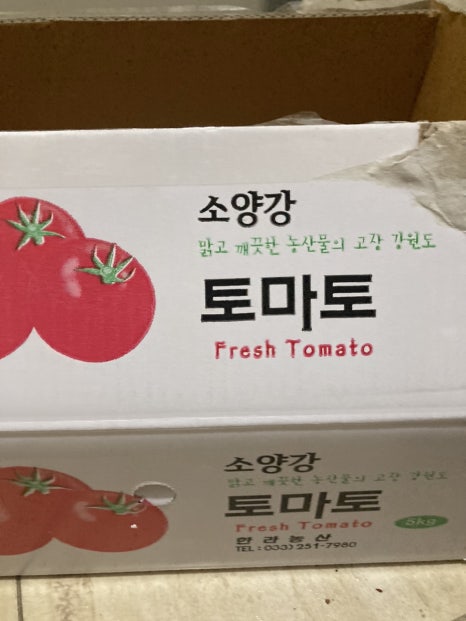 소양강
맑고 깨끗한 농산물의 고장 강원도
토마토
Fresh Tomato
소양강
맑고 깨끗한 농산물의 고장 강원도
토마토
Fresh Tomato
5kg
한라농산
TEL : 033) 251-7980